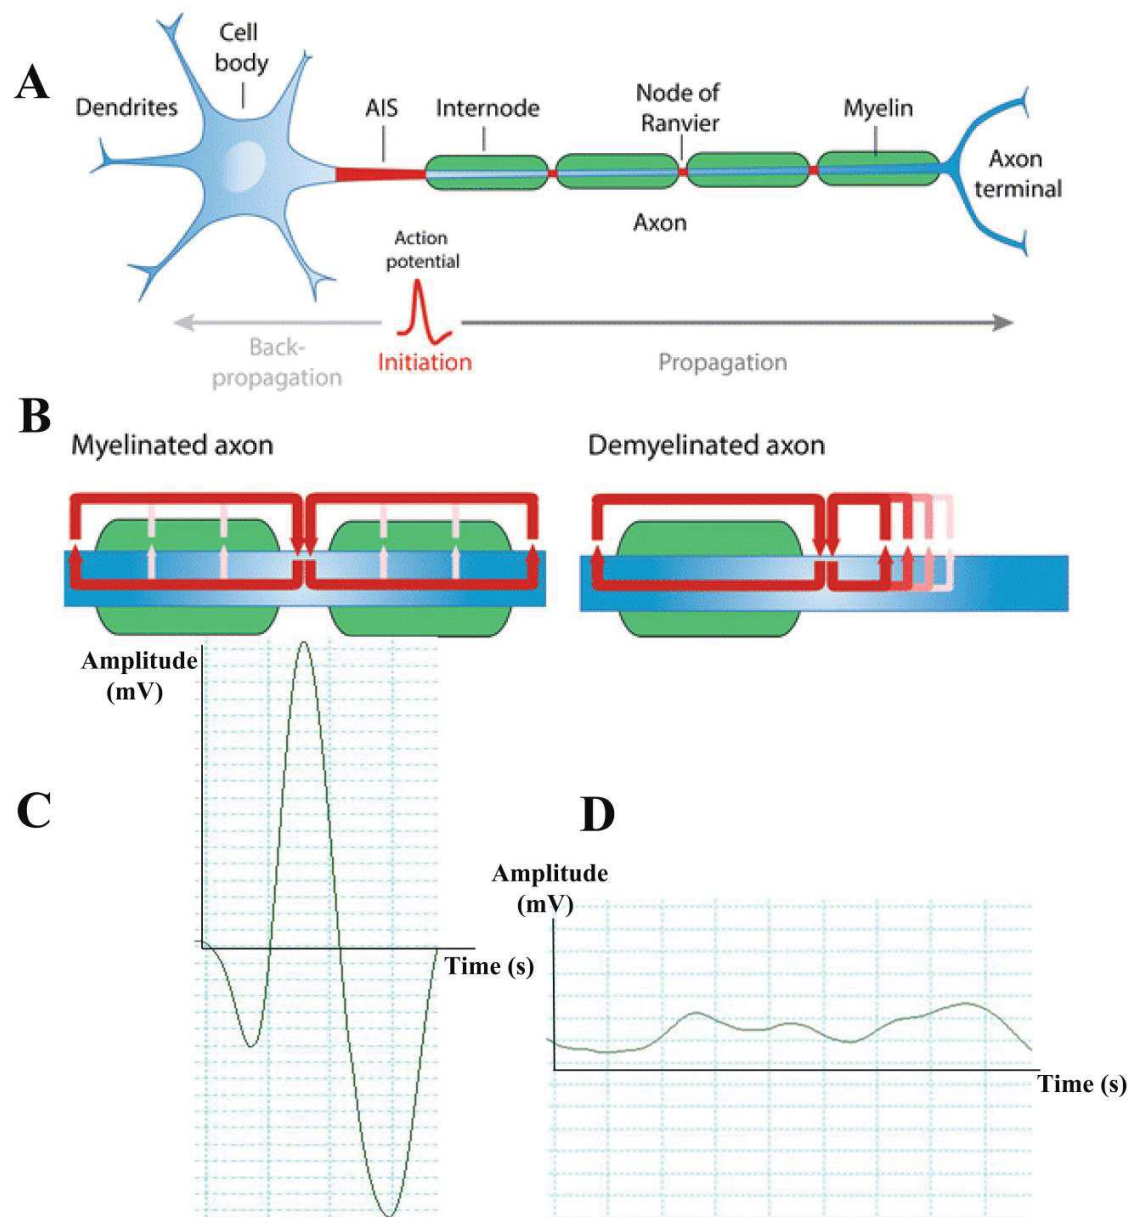 A
Cell
body
Dendrites
AIS
Internode
Node of
Ranvier
Myelin
Axon
terminal
Axon
Action
potential
Back-
propagation
Initiation
Propagation
B
Myelinated axon
Demyelinated axon
Amplitude
(mV)
C
Time (s)
D
Amplitude
(mV)
Time (s)